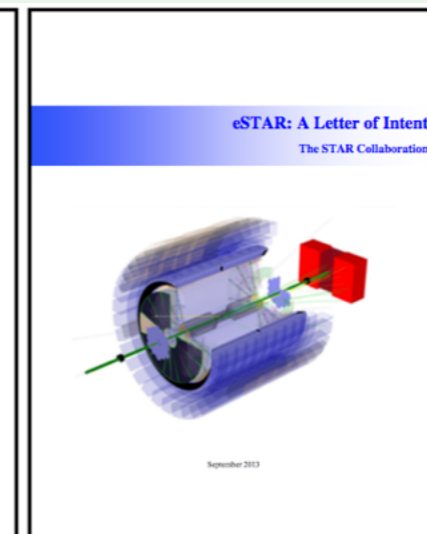 eSTAR: A Letter of Intent
The STAR Collaboration
September 2013